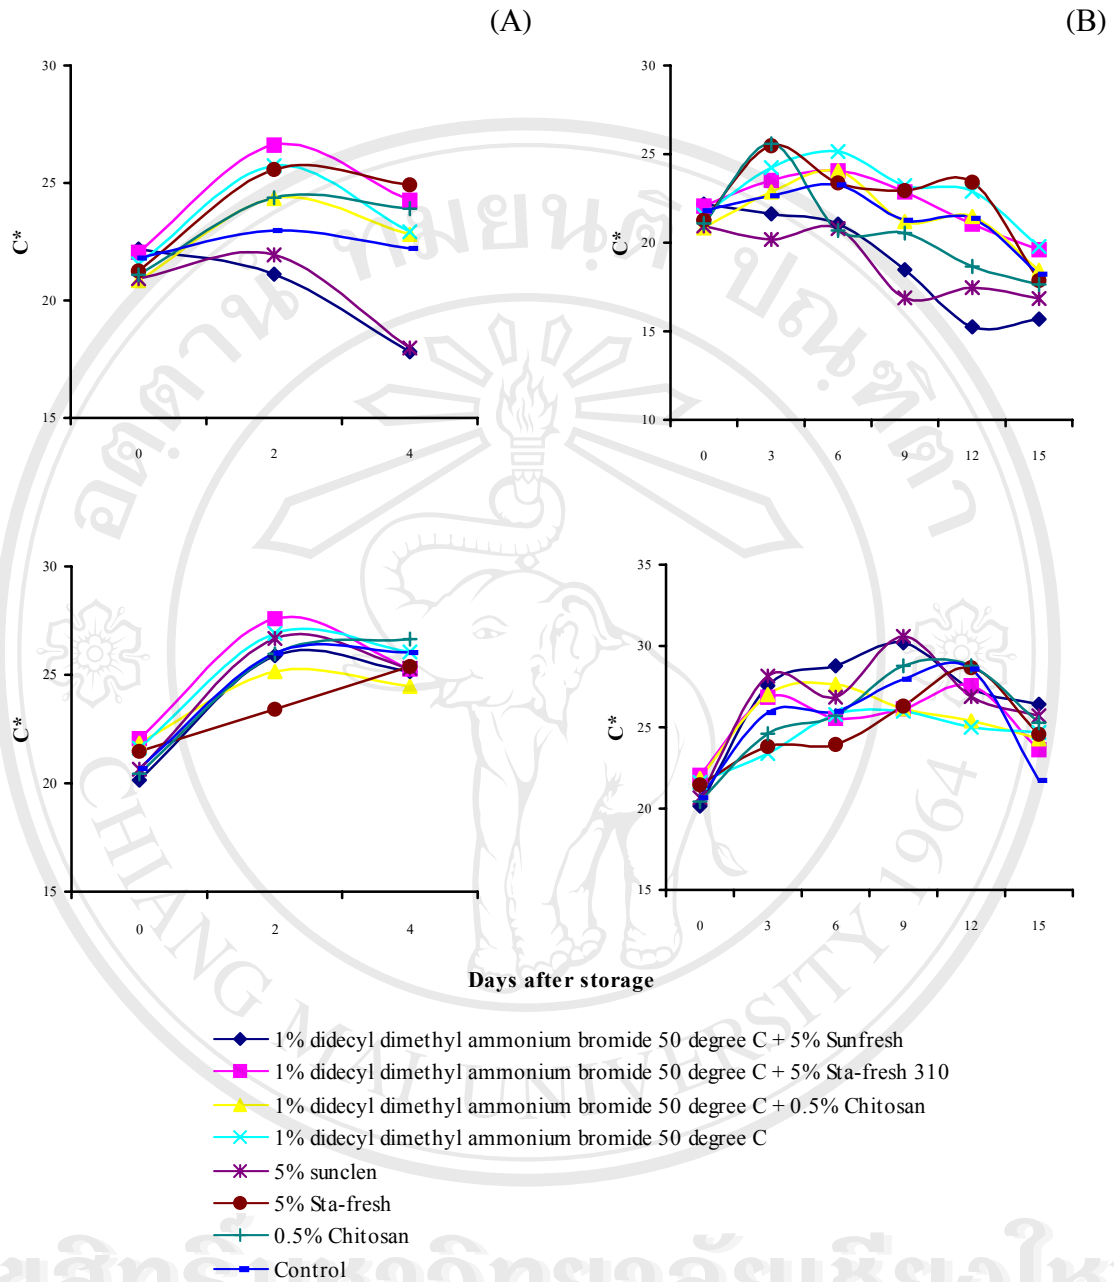 (A) (B)
30
25
20
15
C*
0 2 4
30
25
20
15
10
C*
0 3 6 9 12 15
30
25
20
15
C*
0 2 4
35
30
25
20
15
C*
0 3 6 9 12 15
Days after storage
1% didecyl dimethyl ammonium bromide 50 degree C + 5% Sunfresh
1% didecyl dimethyl ammonium bromide 50 degree C + 5% Sta-fresh 310
1% didecyl dimethyl ammonium bromide 50 degree C + 0.5% Chitosan
1% didecyl dimethyl ammonium bromide 50 degree C
5% sunclen
5% Sta-fresh
0.5% Chitosan
Control
CHIANG MAI UNIVERSITY 1964